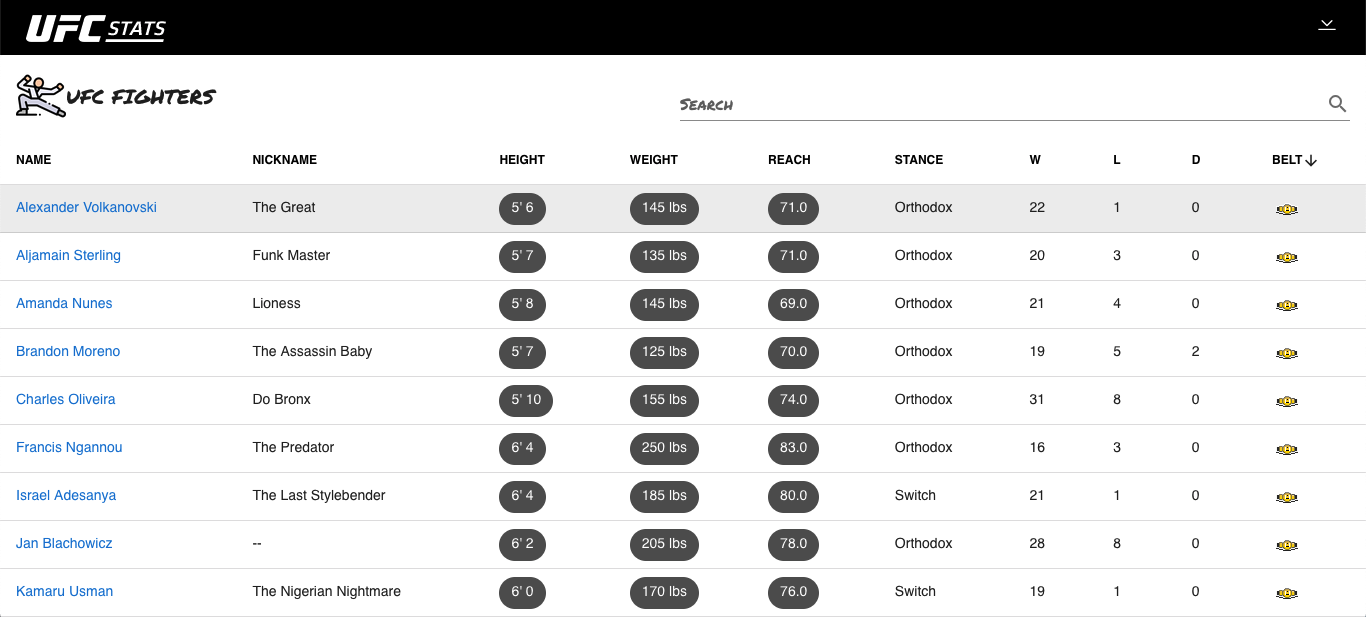 UFC STATS
UFC FIGHTERS
Search
NAME NICKNAME HEIGHT WEIGHT REACH STANCE W L D BELT
Alexander Volkanovski The Great 5' 6 145 lbs 71.0 Orthodox 22 1 0
Aljamain Sterling Funk Master 5' 7 135 lbs 71.0 Orthodox 20 3 0
Amanda Nunes Lioness 5' 8 145 lbs 69.0 Orthodox 21 4 0
Brandon Moreno The Assassin Baby 5' 7 125 lbs 70.0 Orthodox 19 5 2
Charles Oliveira Do Bronx 5' 10 155 lbs 74.0 Orthodox 31 8 0
Francis Ngannou The Predator 6' 4 250 lbs 83.0 Orthodox 16 3 0
Israel Adesanya The Last Stylebender 6' 4 185 lbs 80.0 Switch 21 1 0
Jan Blachowicz -- 6' 2 205 lbs 78.0 Orthodox 28 8 0
Kamaru Usman The Nigerian Nightmare 6' 0 170 lbs 76.0 Switch 19 1 0